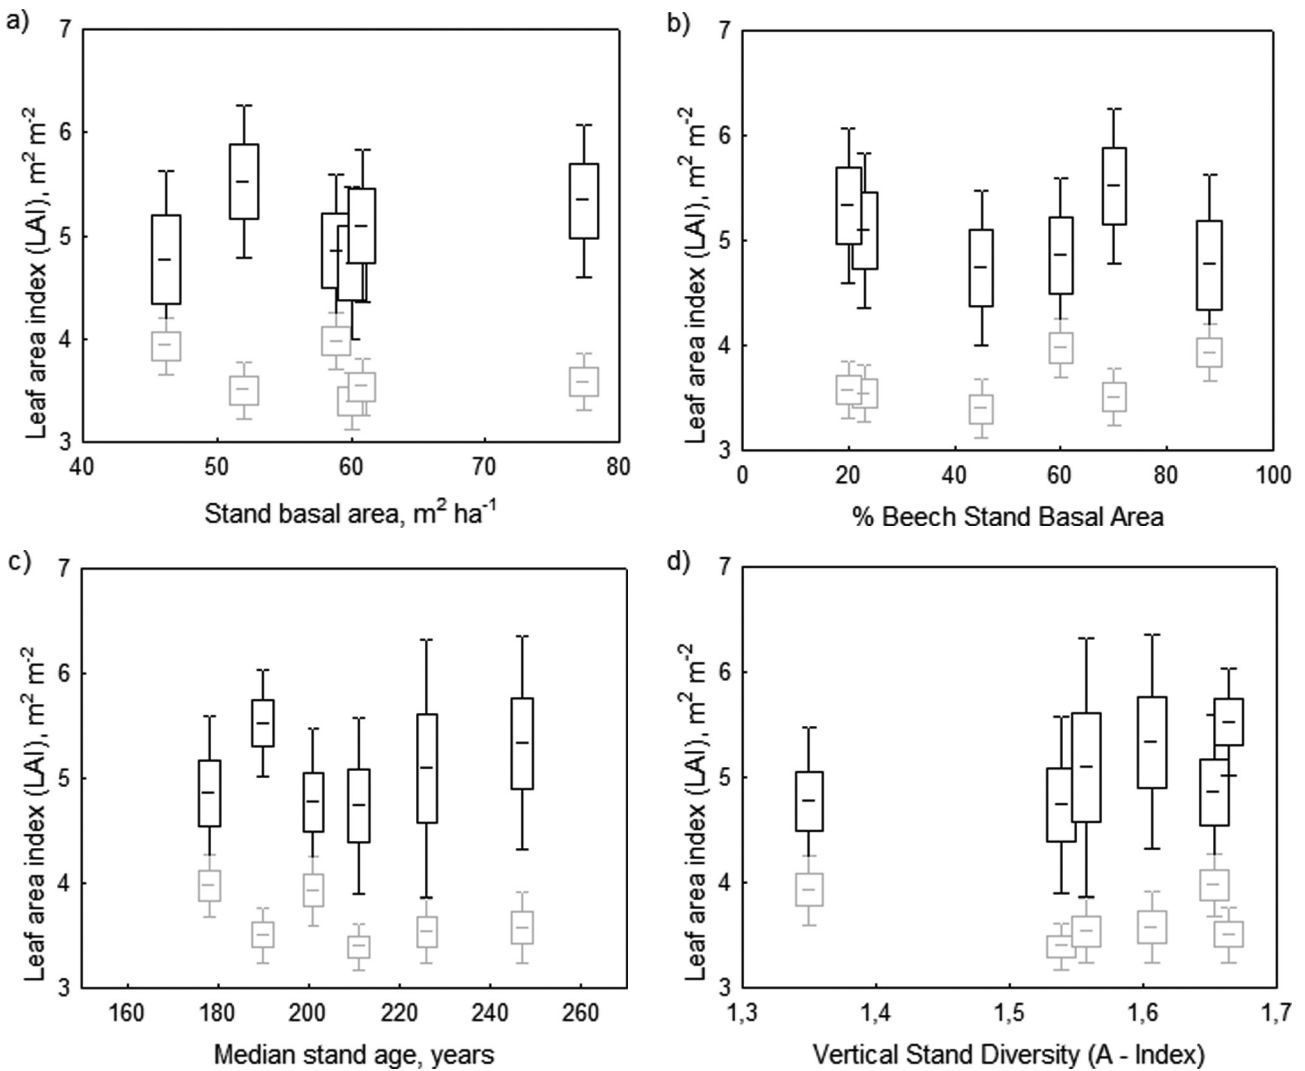 a)
7
6
5
4
3
Leaf area index (LAI), m² m⁻²
40 50 60 70 80
Stand basal area, m² ha⁻¹
b)
7
6
5
4
3
Leaf area index (LAI), m² m⁻²
0 20 40 60 80 100
% Beech Stand Basal Area
c)
7
6
5
4
3
Leaf area index (LAI), m² m⁻²
160 180 200 220 240 260
Median stand age, years
d)
7
6
5
4
3
Leaf area index (LAI), m² m⁻²
1,3 1,4 1,5 1,6 1,7
Vertical Stand Diversity (A - Index)